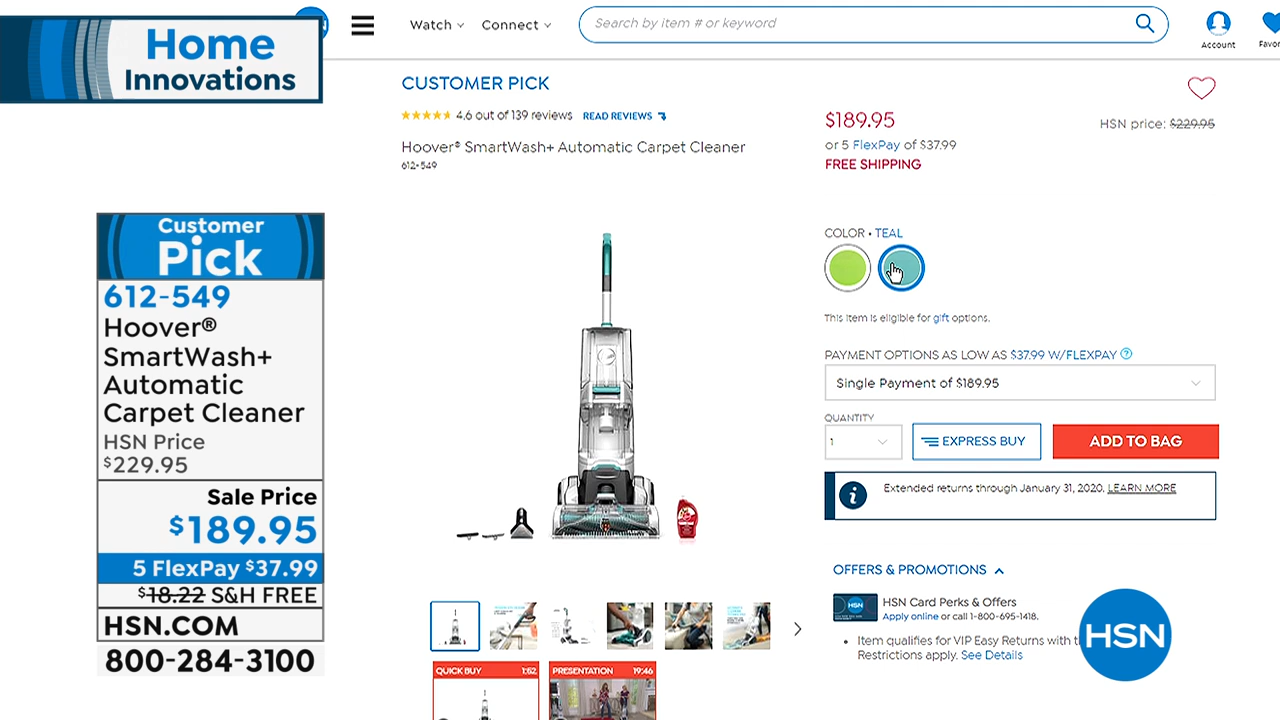 Home
Innovations
Watch
Connect
Search by item # or keyword
Account
CUSTOMER PICK
4.6 out of 139 reviews READ REVIEWS
Hoover® SmartWash+ Automatic Carpet Cleaner
612-549
$189.95
HSN price: $229.95
or 5 FlexPay of $37.99
FREE SHIPPING
COLOR • TEAL
This item is eligible for gift options.
PAYMENT OPTIONS AS LOW AS $37.99 W/FLEXPAY ?
Single Payment of $189.95
QUANTITY
1
EXPRESS BUY
ADD TO BAG
Extended returns through January 31, 2020. LEARN MORE
OFFERS & PROMOTIONS
HSN
HSN Card Perks & Offers
Apply online or call 1-800-695-1418.
• Item qualifies for VIP Easy Returns with
Restrictions apply. See Details
HSN
QUICK BUY 1:52
PRESENTATION 19:46
Customer
Pick
612-549
Hoover®
SmartWash+
Automatic
Carpet Cleaner
HSN Price
$229.95
Sale Price
$189.95
5 FlexPay $37.99
$18.22 S&H FREE
HSN.COM
800-284-3100